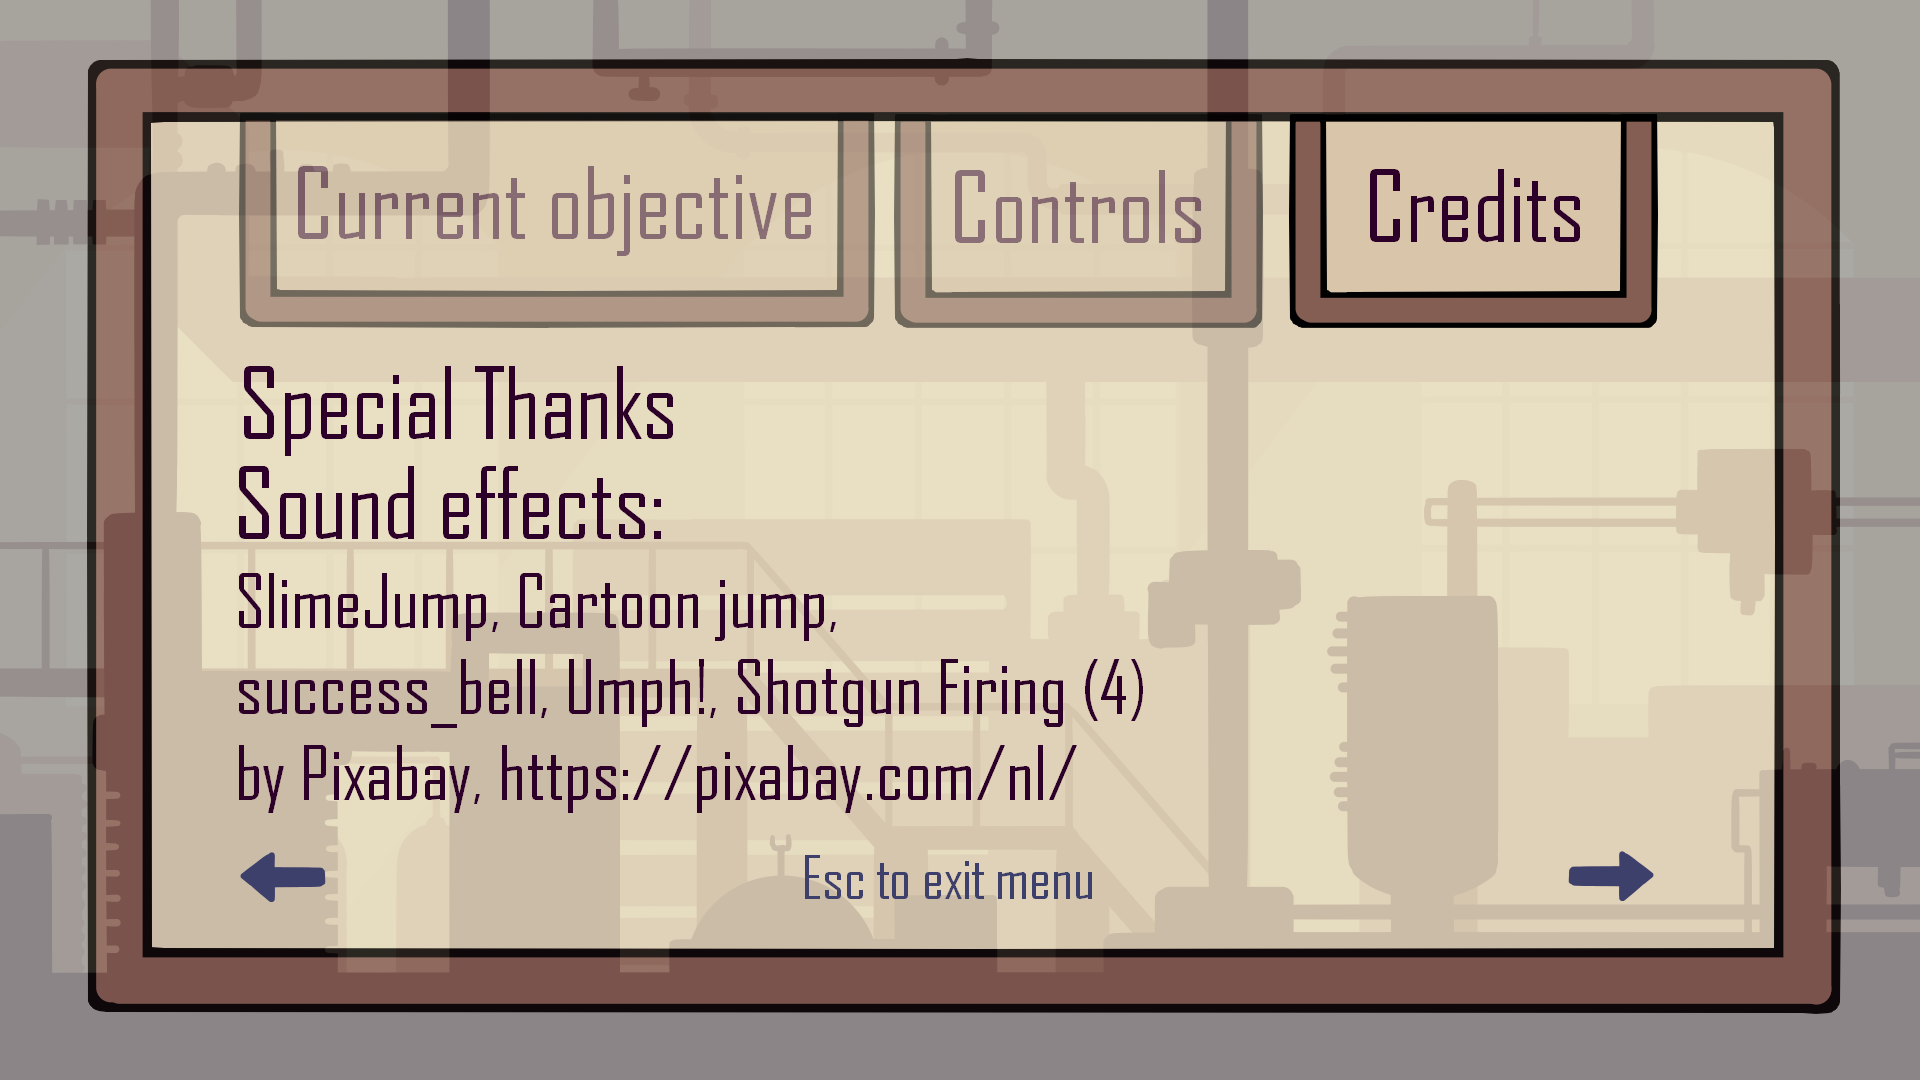 Current objective Controls Credits
Special Thanks
Sound effects:
SlimeJump, Cartoon jump,
success_bell, Umph!, Shotgun Firing (4)
by Pixabay, https://pixabay.com/nl/
Esc to exit menu